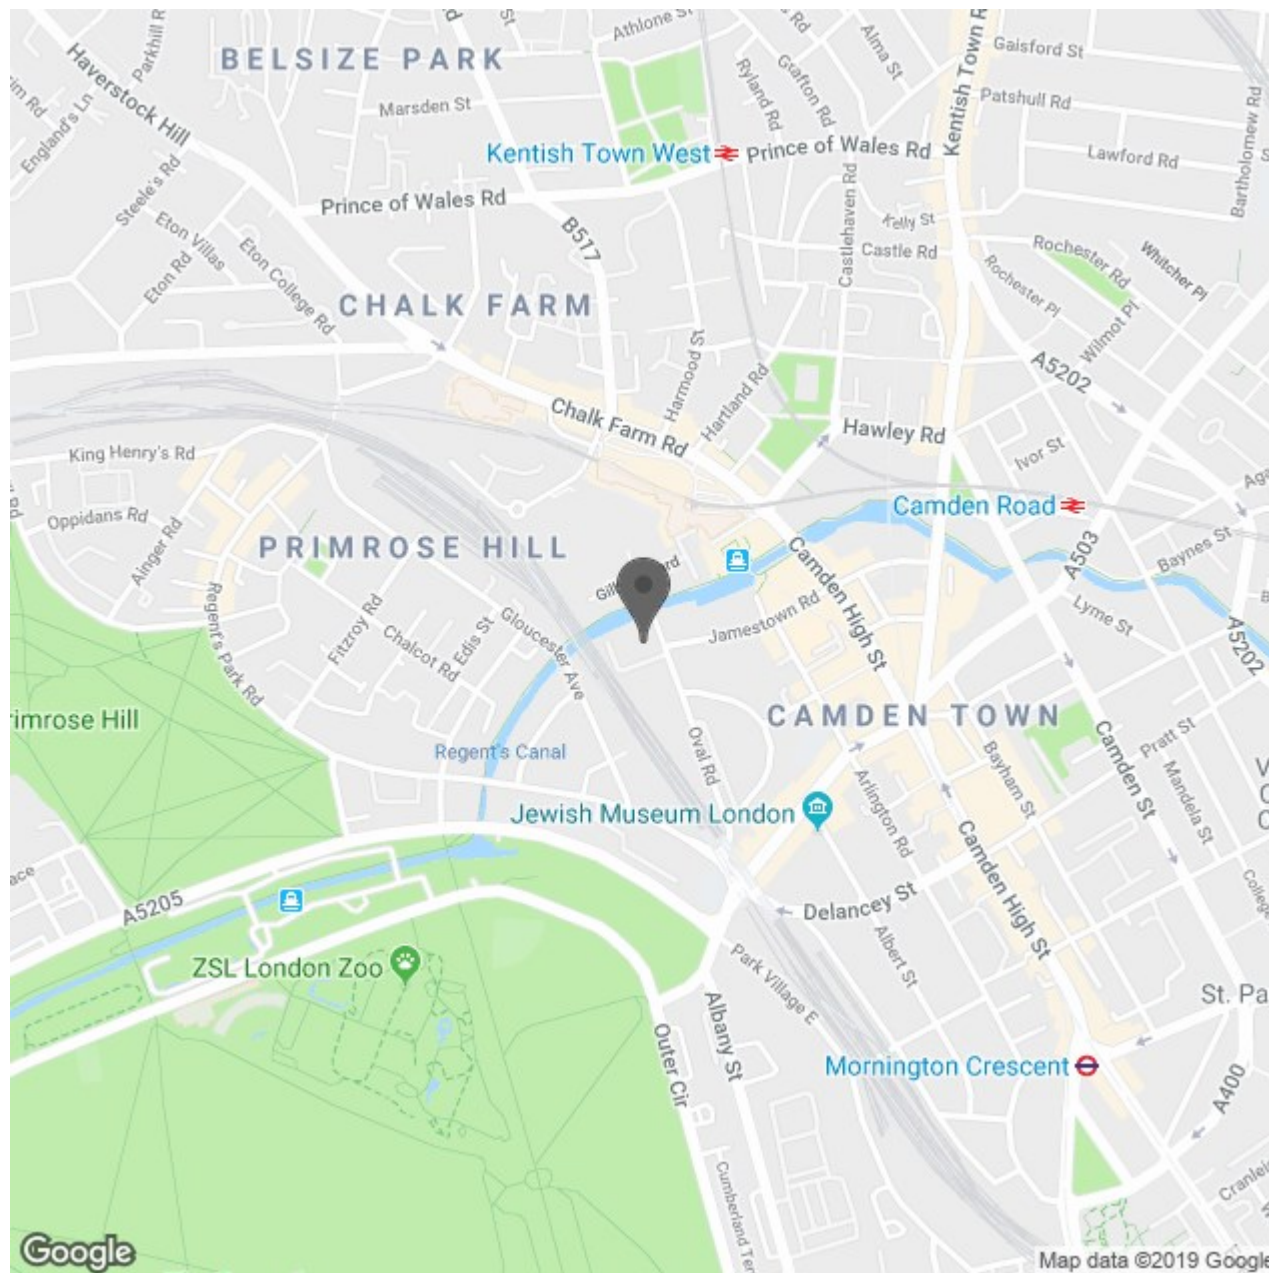 Athlone St
St
Rd
Parkhill R
Haverstock Hill
BELSIZE PARK
Alma St
Grafton Rd
Ryland Rd
Kentish Town R
Gaisford St
Patshull Rd
Lawford Rd
Bartholomew Rd
S
England's Ln
Marsden St
Steele's Rd
Kentish Town West
Prince of Wales Rd
Prince of Wales Rd
B517
Eton Villas
Eton Rd
Eton College Rd
Castlehaven Rd
Kelly St
Castle Rd
Rochester Rd
Rochester Pl
Whitcher Pl
Wilmot Pl
CHALK FARM
Harmood St
Hartland Rd
A5202
Chalk Farm Rd
Hawley Rd
Ivor St
King Henry's Rd
Oppidans Rd
Ainger Rd
Camden Road
A503
Baynes St
PRIMROSE HILL
Regent's Park Rd
Fitzroy Rd
Chalcot Rd
Edis St
Gloucester Ave
Jamestown Rd
Camden High St
Lyme St
A5202
rimrose Hill
Regent's Canal
Oval Rd
CAMDEN TOWN
Camden St
Pratt St
Mandela St
Bayham St
Arlington Rd
Jewish Museum London
Camden High St
College
ace
A5205
Delancey St
Albert St
ZSL London Zoo
Park Village E
Albany St
Outer Cir
St. Pa
Mornington Crescent
A400
Cumberland Ter
Cranlei
Google
Map data ©2019 Google